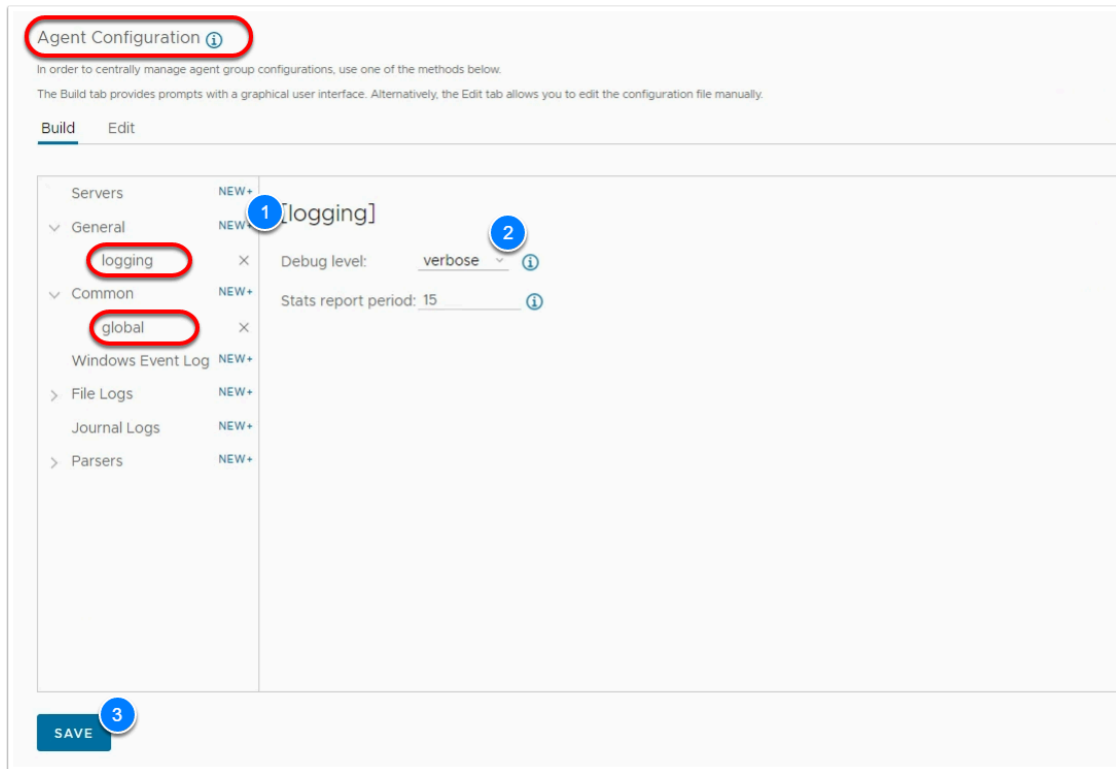 Agent Configuration
In order to centrally manage agent group configurations, use one of the methods below.
The Build tab provides prompts with a graphical user interface. Alternatively, the Edit tab allows you to edit the configuration file manually.
Build Edit
Servers NEW+
General NEW+
logging
Common NEW+
global
Windows Event Log NEW+
File Logs NEW+
Journal Logs NEW+
Parsers NEW+
1
[logging]
2
Debug level: verbose
Stats report period: 15
3
SAVE